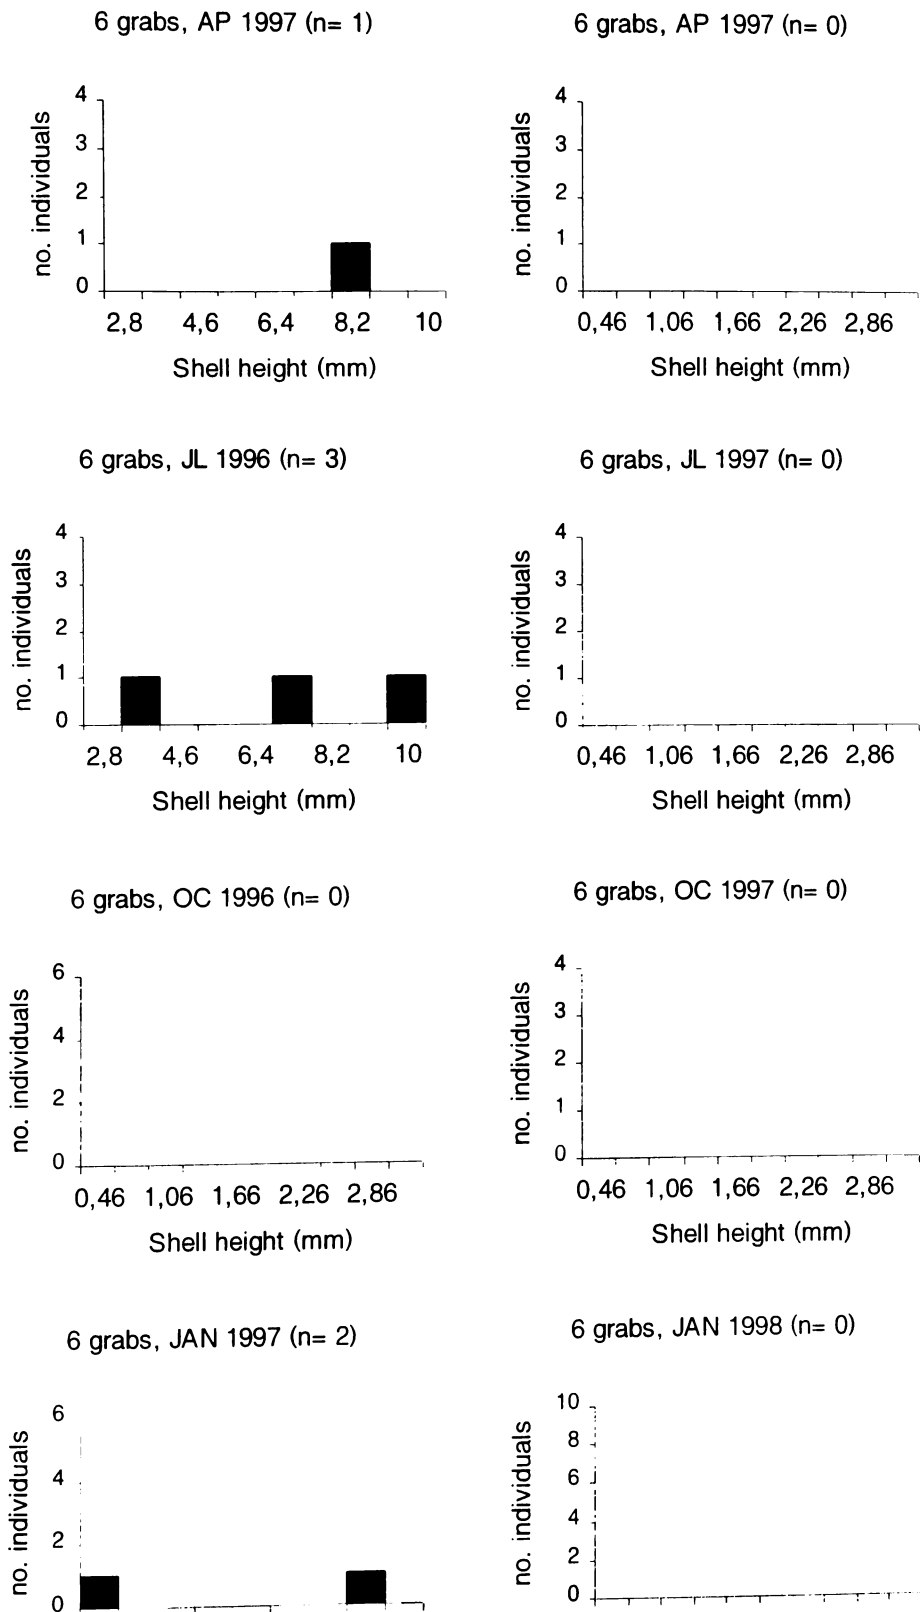 6 grabs, AP 1997 (n= 1)
4
3
2
1
0
no. individuals
2,8 4,6 6,4 8,2 10
Shell height (mm)
6 grabs, AP 1997 (n= 0)
4
3
2
1
0
no. individuals
0,46 1,06 1,66 2,26 2,86
Shell height (mm)
6 grabs, JL 1996 (n= 3)
4
3
2
1
0
no. individuals
2,8 4,6 6,4 8,2 10
Shell height (mm)
6 grabs, JL 1997 (n= 0)
4
3
2
1
0
no. individuals
0,46 1,06 1,66 2,26 2,86
Shell height (mm)
6 grabs, OC 1996 (n= 0)
6
4
2
0
no. individuals
0,46 1,06 1,66 2,26 2,86
Shell height (mm)
6 grabs, OC 1997 (n= 0)
4
3
2
1
0
no. individuals
0,46 1,06 1,66 2,26 2,86
Shell height (mm)
6 grabs, JAN 1997 (n= 2)
6
4
2
0
no. individuals
6 grabs, JAN 1998 (n= 0)
10
8
6
4
2
0
no. individuals